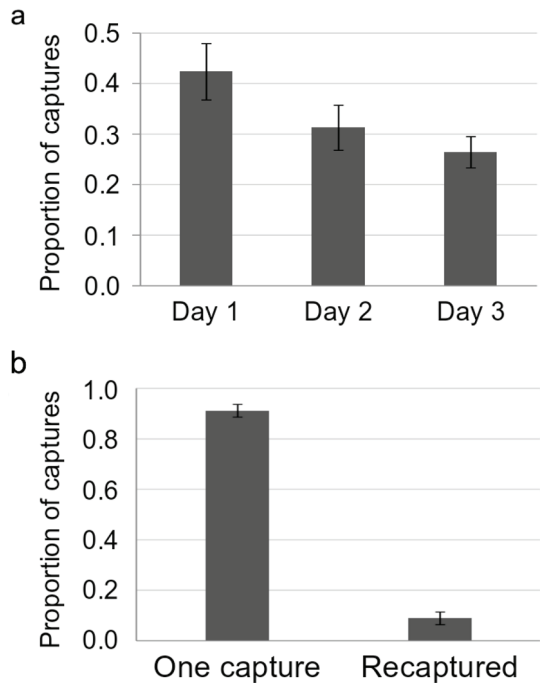 a
Proportion of captures
0.5
0.4
0.3
0.2
0.1
0.0
Day 1 Day 2 Day 3
b
Proportion of captures
1.0
0.8
0.6
0.4
0.2
0.0
One capture Recaptured